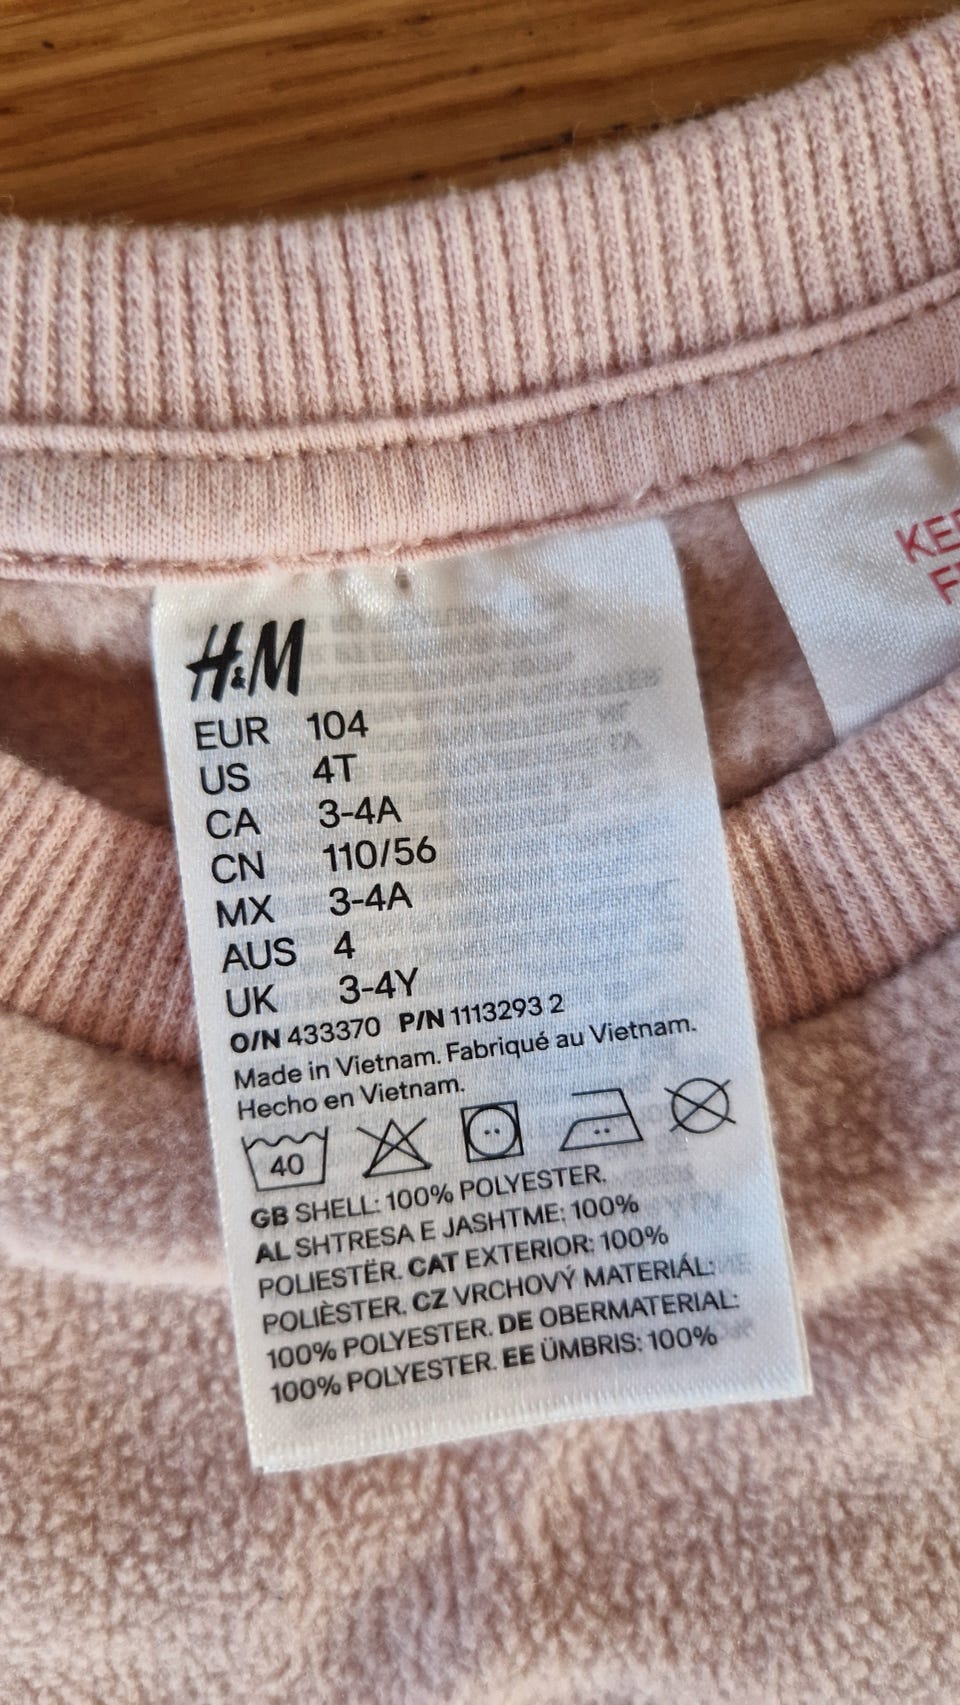 H&M
EUR 104
US 4T
CA 3-4A
CN 110/56
MX 3-4A
AUS 4
UK 3-4Y
O/N 433370 P/N 1113293 2
Made in Vietnam. Fabriqué au Vietnam.
Hecho en Vietnam.
40
GB SHELL: 100% POLYESTER.
AL SHTRESA E JASHTME: 100%
POLIESTËR. CAT EXTERIOR: 100%
POLIÈSTER. CZ VRCHOVÝ MATERIÁL:
100% POLYESTER. DE OBERMATERIAL:
100% POLYESTER. EE ÜMBRIS: 100%